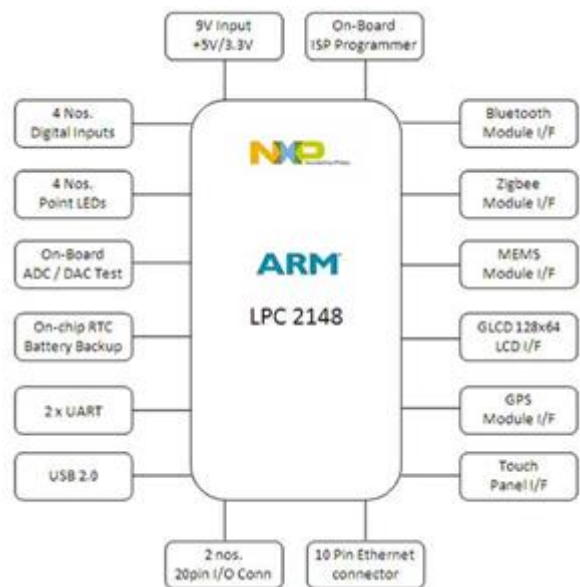 9V Input
+5V/3.3V
On-Board
ISP Programmer
4 Nos.
Digital Inputs
4 Nos.
Point LEDs
On-Board
ADC / DAC Test
On-chip RTC
Battery Backup
2 x UART
USB 2.0
NXP
ARM
LPC 2148
Bluetooth
Module I/F
Zigbee
Module I/F
MEMS
Module I/F
GLCD 128x64
LCD I/F
GPS
Module I/F
Touch
Panel I/F
2 nos.
20pin I/O Conn
10 Pin Ethernet
connector